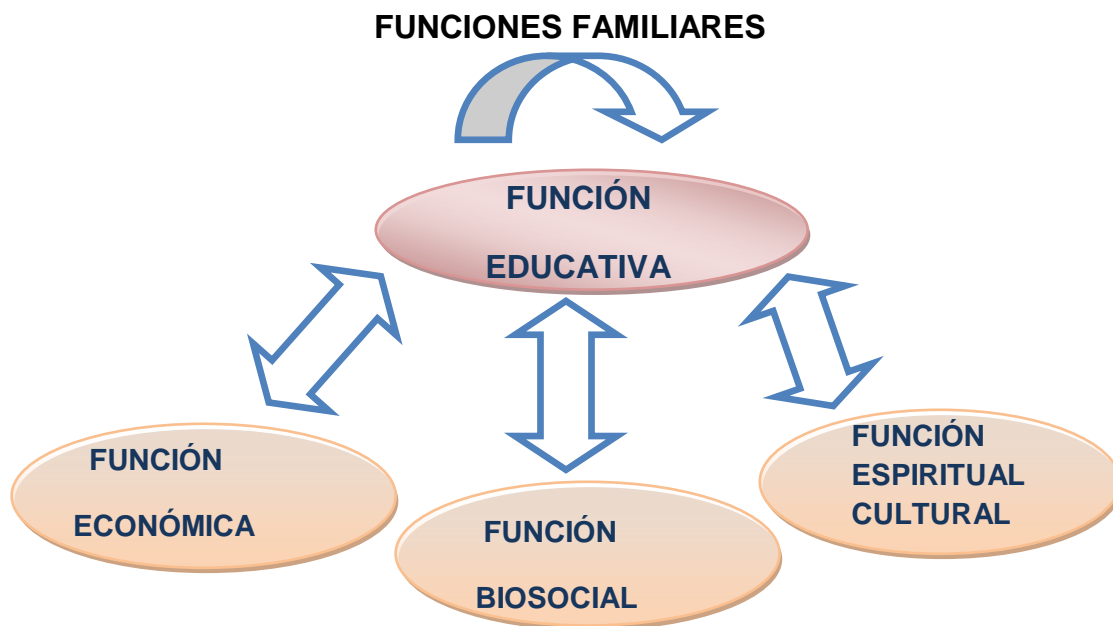 FUNCIONES FAMILIARES
FUNCIÓN
EDUCATIVA
FUNCIÓN
ECONÓMICA
FUNCIÓN
BIOSOCIAL
FUNCIÓN
ESPIRITUAL
CULTURAL